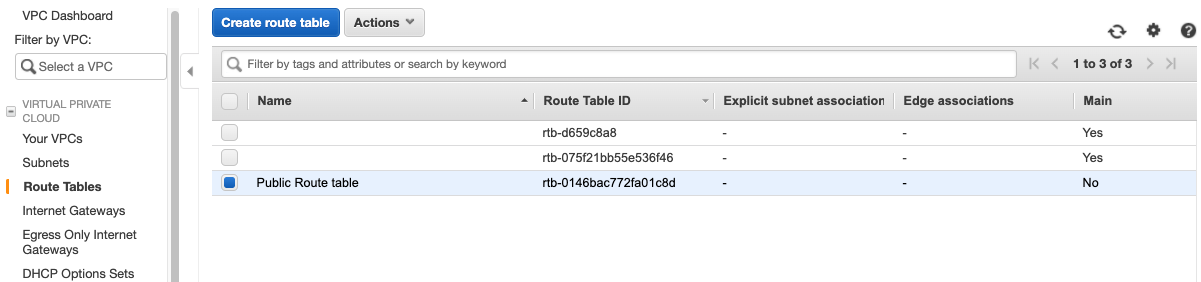 VPC Dashboard
Filter by VPC:
Select a VPC
VIRTUAL PRIVATE
CLOUD
Your VPCs
Subnets
Route Tables
Internet Gateways
Egress Only Internet
Gateways
DHCP Options Sets
Create route table Actions
Filter by tags and attributes or search by keyword 1 to 3 of 3
Name Route Table ID Explicit subnet association Edge associations Main
rtb-d659c8a8 - - Yes
rtb-075f21bb55e536f46 - - Yes
Public Route table rtb-0146bac772fa01c8d - - No